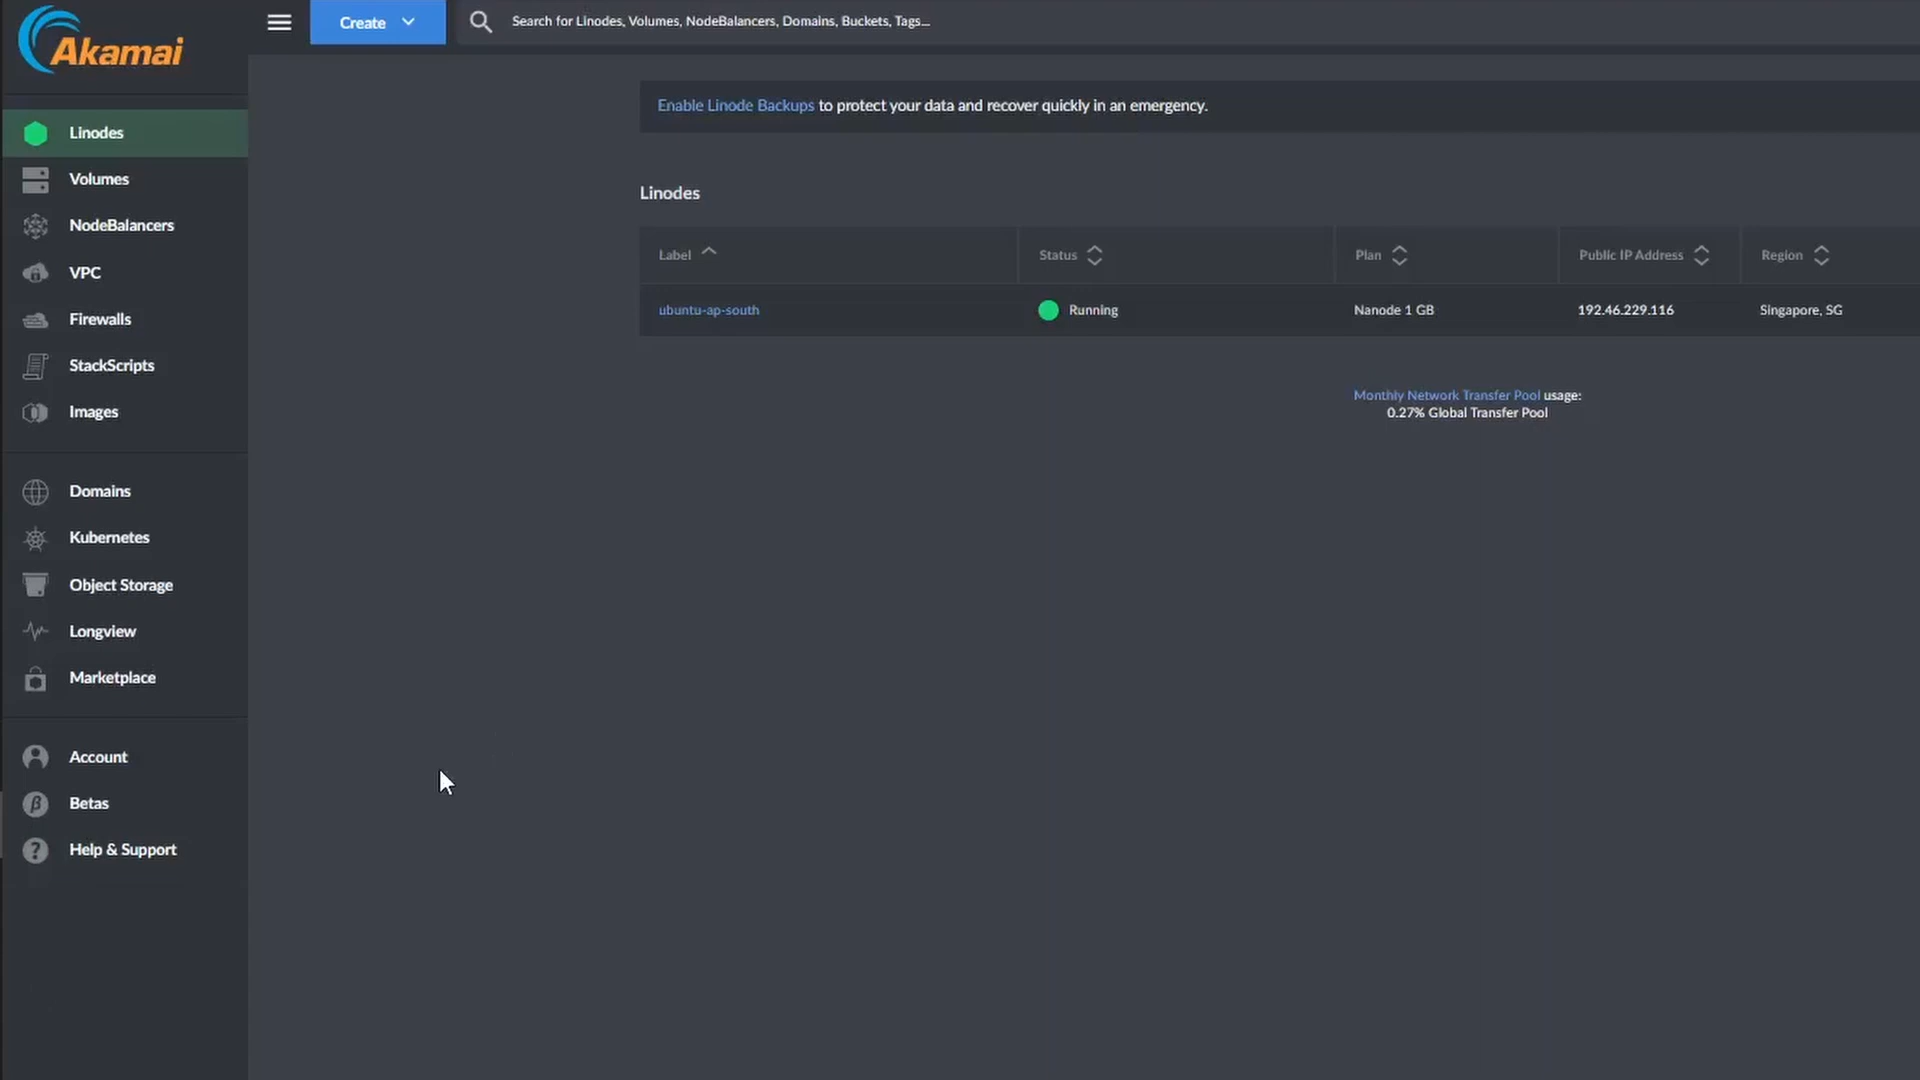 Akamai
Create
Search for Linodes, Volumes, NodeBalancers, Domains, Buckets, Tags...
Linodes
Volumes
NodeBalancers
VPC
Firewalls
StackScripts
Images
Domains
Kubernetes
Object Storage
Longview
Marketplace
Account
Betas
Help & Support
Enable Linode Backups to protect your data and recover quickly in an emergency.
Linodes
Label Status Plan Public IP Address Region
ubuntu-ap-south Running Nanode 1 GB 192.46.229.116 Singapore, SG
Monthly Network Transfer Pool usage:
0.27% Global Transfer Pool